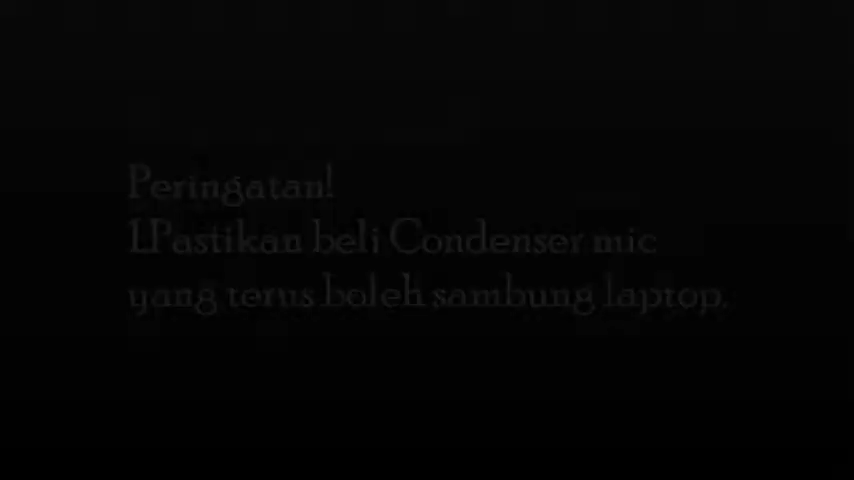 Peringatan!
1.Pastikan beli Condenser mic
yang terus boleh sambung laptop.